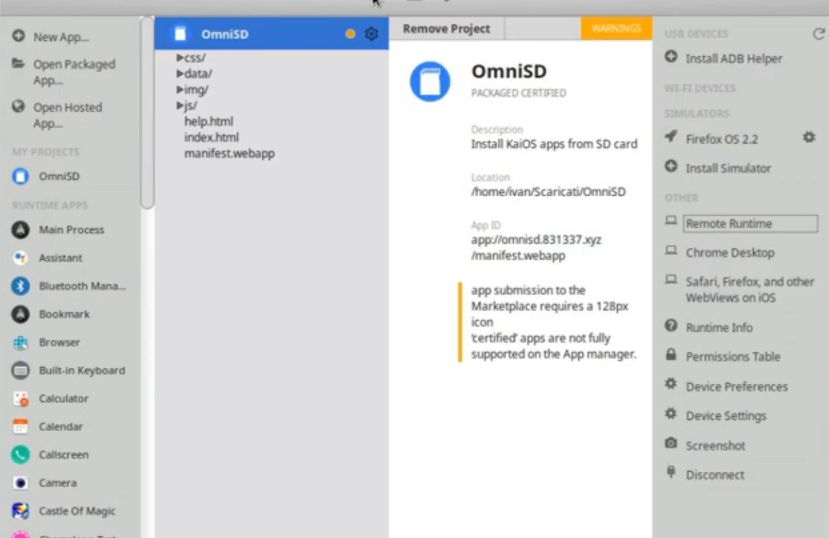 New App...
Open Packaged
App...
Open Hosted
App...
MY PROJECTS
OmniSD
RUNTIME APPS
Main Process
Assistant
Bluetooth Mana...
Bookmark
Browser
Built-in Keyboard
Calculator
Calendar
Callscreen
Camera
Castle Of Magic
OmniSD
css/
data/
img/
js/
help.html
index.html
manifest.webapp
Remove Project
WARNINGS
OmniSD
PACKAGED CERTIFIED
Description
Install KaiOS apps from SD card
Location
/home/ivan/Scaricati/OmniSD
App ID
app://omnisd.831337.xyz
/manifest.webapp
app submission to the
Marketplace requires a 128px
icon
'certified' apps are not fully
supported on the App manager.
USB DEVICES
Install ADB Helper
WI-FI DEVICES
SIMULATORS
Firefox OS 2.2
Install Simulator
OTHER
Remote Runtime
Chrome Desktop
Safari, Firefox, and other
WebViews on iOS
Runtime Info
Permissions Table
Device Preferences
Device Settings
Screenshot
Disconnect